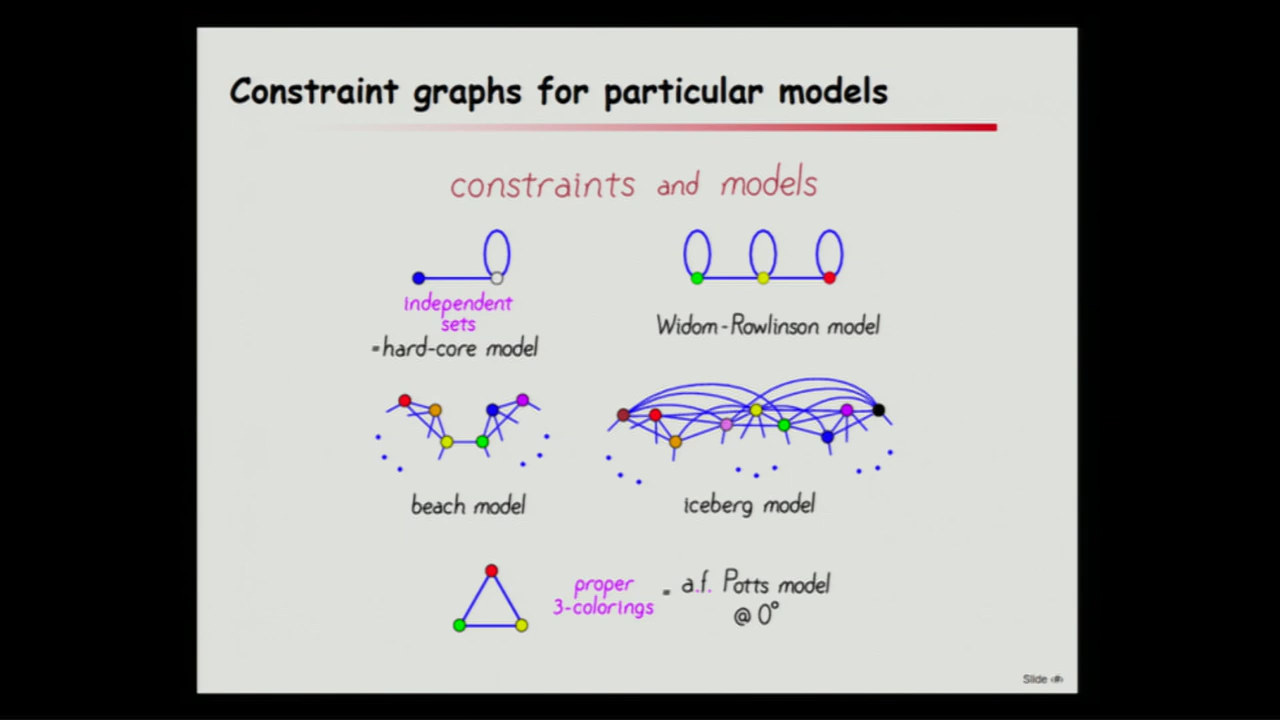 Constraint graphs for particular models
constraints and models
independent
sets
=hard-core model
Widom-Rowlinson model
beach model
iceberg model
proper
3-colorings
= a.f. Potts model
@ 0°
Slide ‹#›